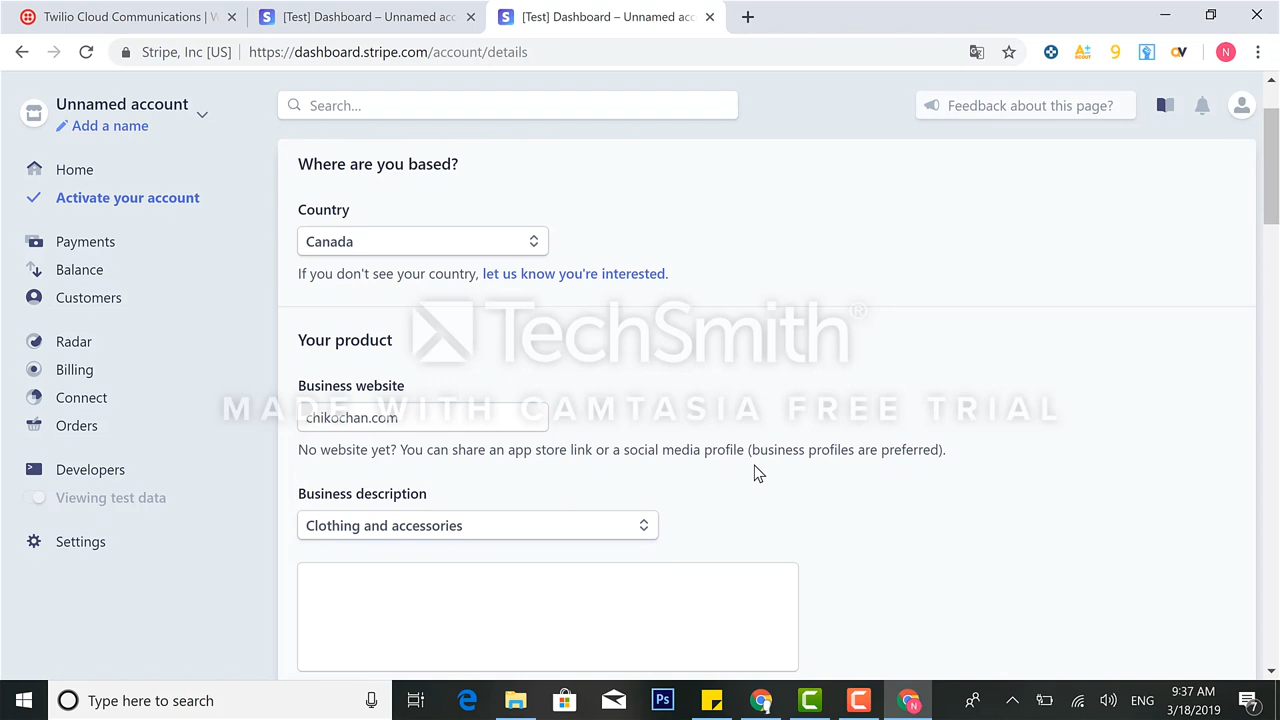 Twilio Cloud Communications | W
[Test] Dashboard – Unnamed acc
[Test] Dashboard – Unnamed acc
Stripe, Inc [US]
https://dashboard.stripe.com/account/details
Unnamed account
Add a name
Search...
Feedback about this page?
Home
Activate your account
Payments
Balance
Customers
Radar
Billing
Connect
Orders
Developers
Viewing test data
Settings
Where are you based?
Country
Canada
If you don't see your country, let us know you're interested.
Your product
TechSmith®
Business website
MADE WITH CAMTASIA FREE TRIAL
chikochan.com
No website yet? You can share an app store link or a social media profile (business profiles are preferred).
Business description
Clothing and accessories
Type here to search
ENG
9:37 AM
3/18/2019